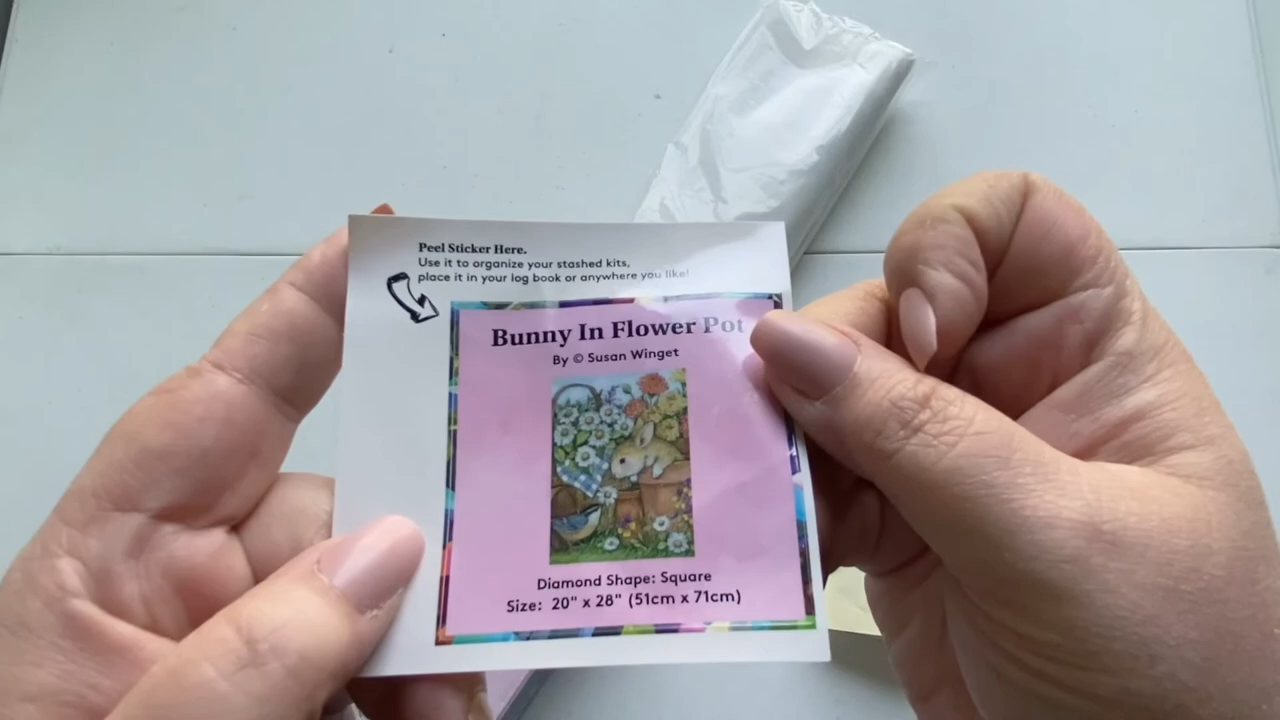 Peel Sticker Here.
Use it to organize your stashed kits,
place it in your log book or anywhere you like!
Bunny In Flower Pot
By © Susan Winget
Diamond Shape: Square
Size: 20" x 28" (51cm x 71cm)